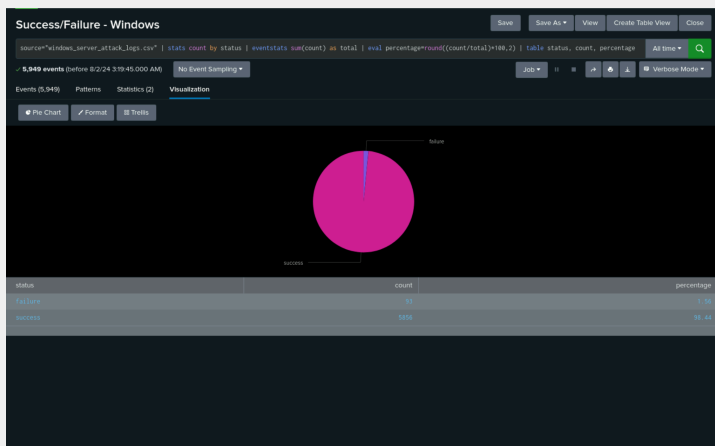 Success/Failure - Windows
Save
Save As
View
Create Table View
Close
source="windows_server_attack_logs.csv" | stats count by status | eventstats sum(count) as total | eval percentage=round((count/total)*100,2) | table status, count, percentage
All time
5,949 events (before 8/2/24 3:19:45.000 AM)
No Event Sampling
Job
Verbose Mode
Events (5,949)
Patterns
Statistics (2)
Visualization
Pie Chart
Format
Trellis
failure
success
status count percentage
failure 93 1.56
success 5856 98.44